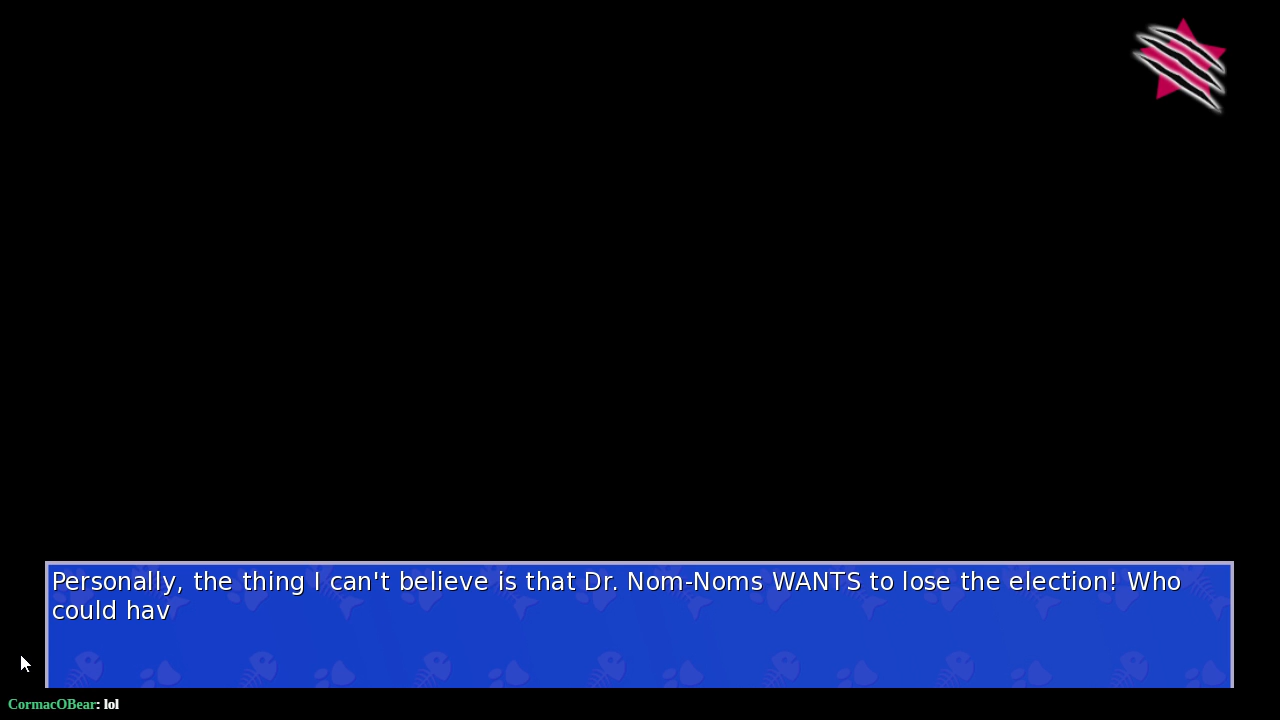 Personally, the thing I can't believe is that Dr. Nom-Noms WANTS to lose the election! Who
could hav
CormacOBear: lol